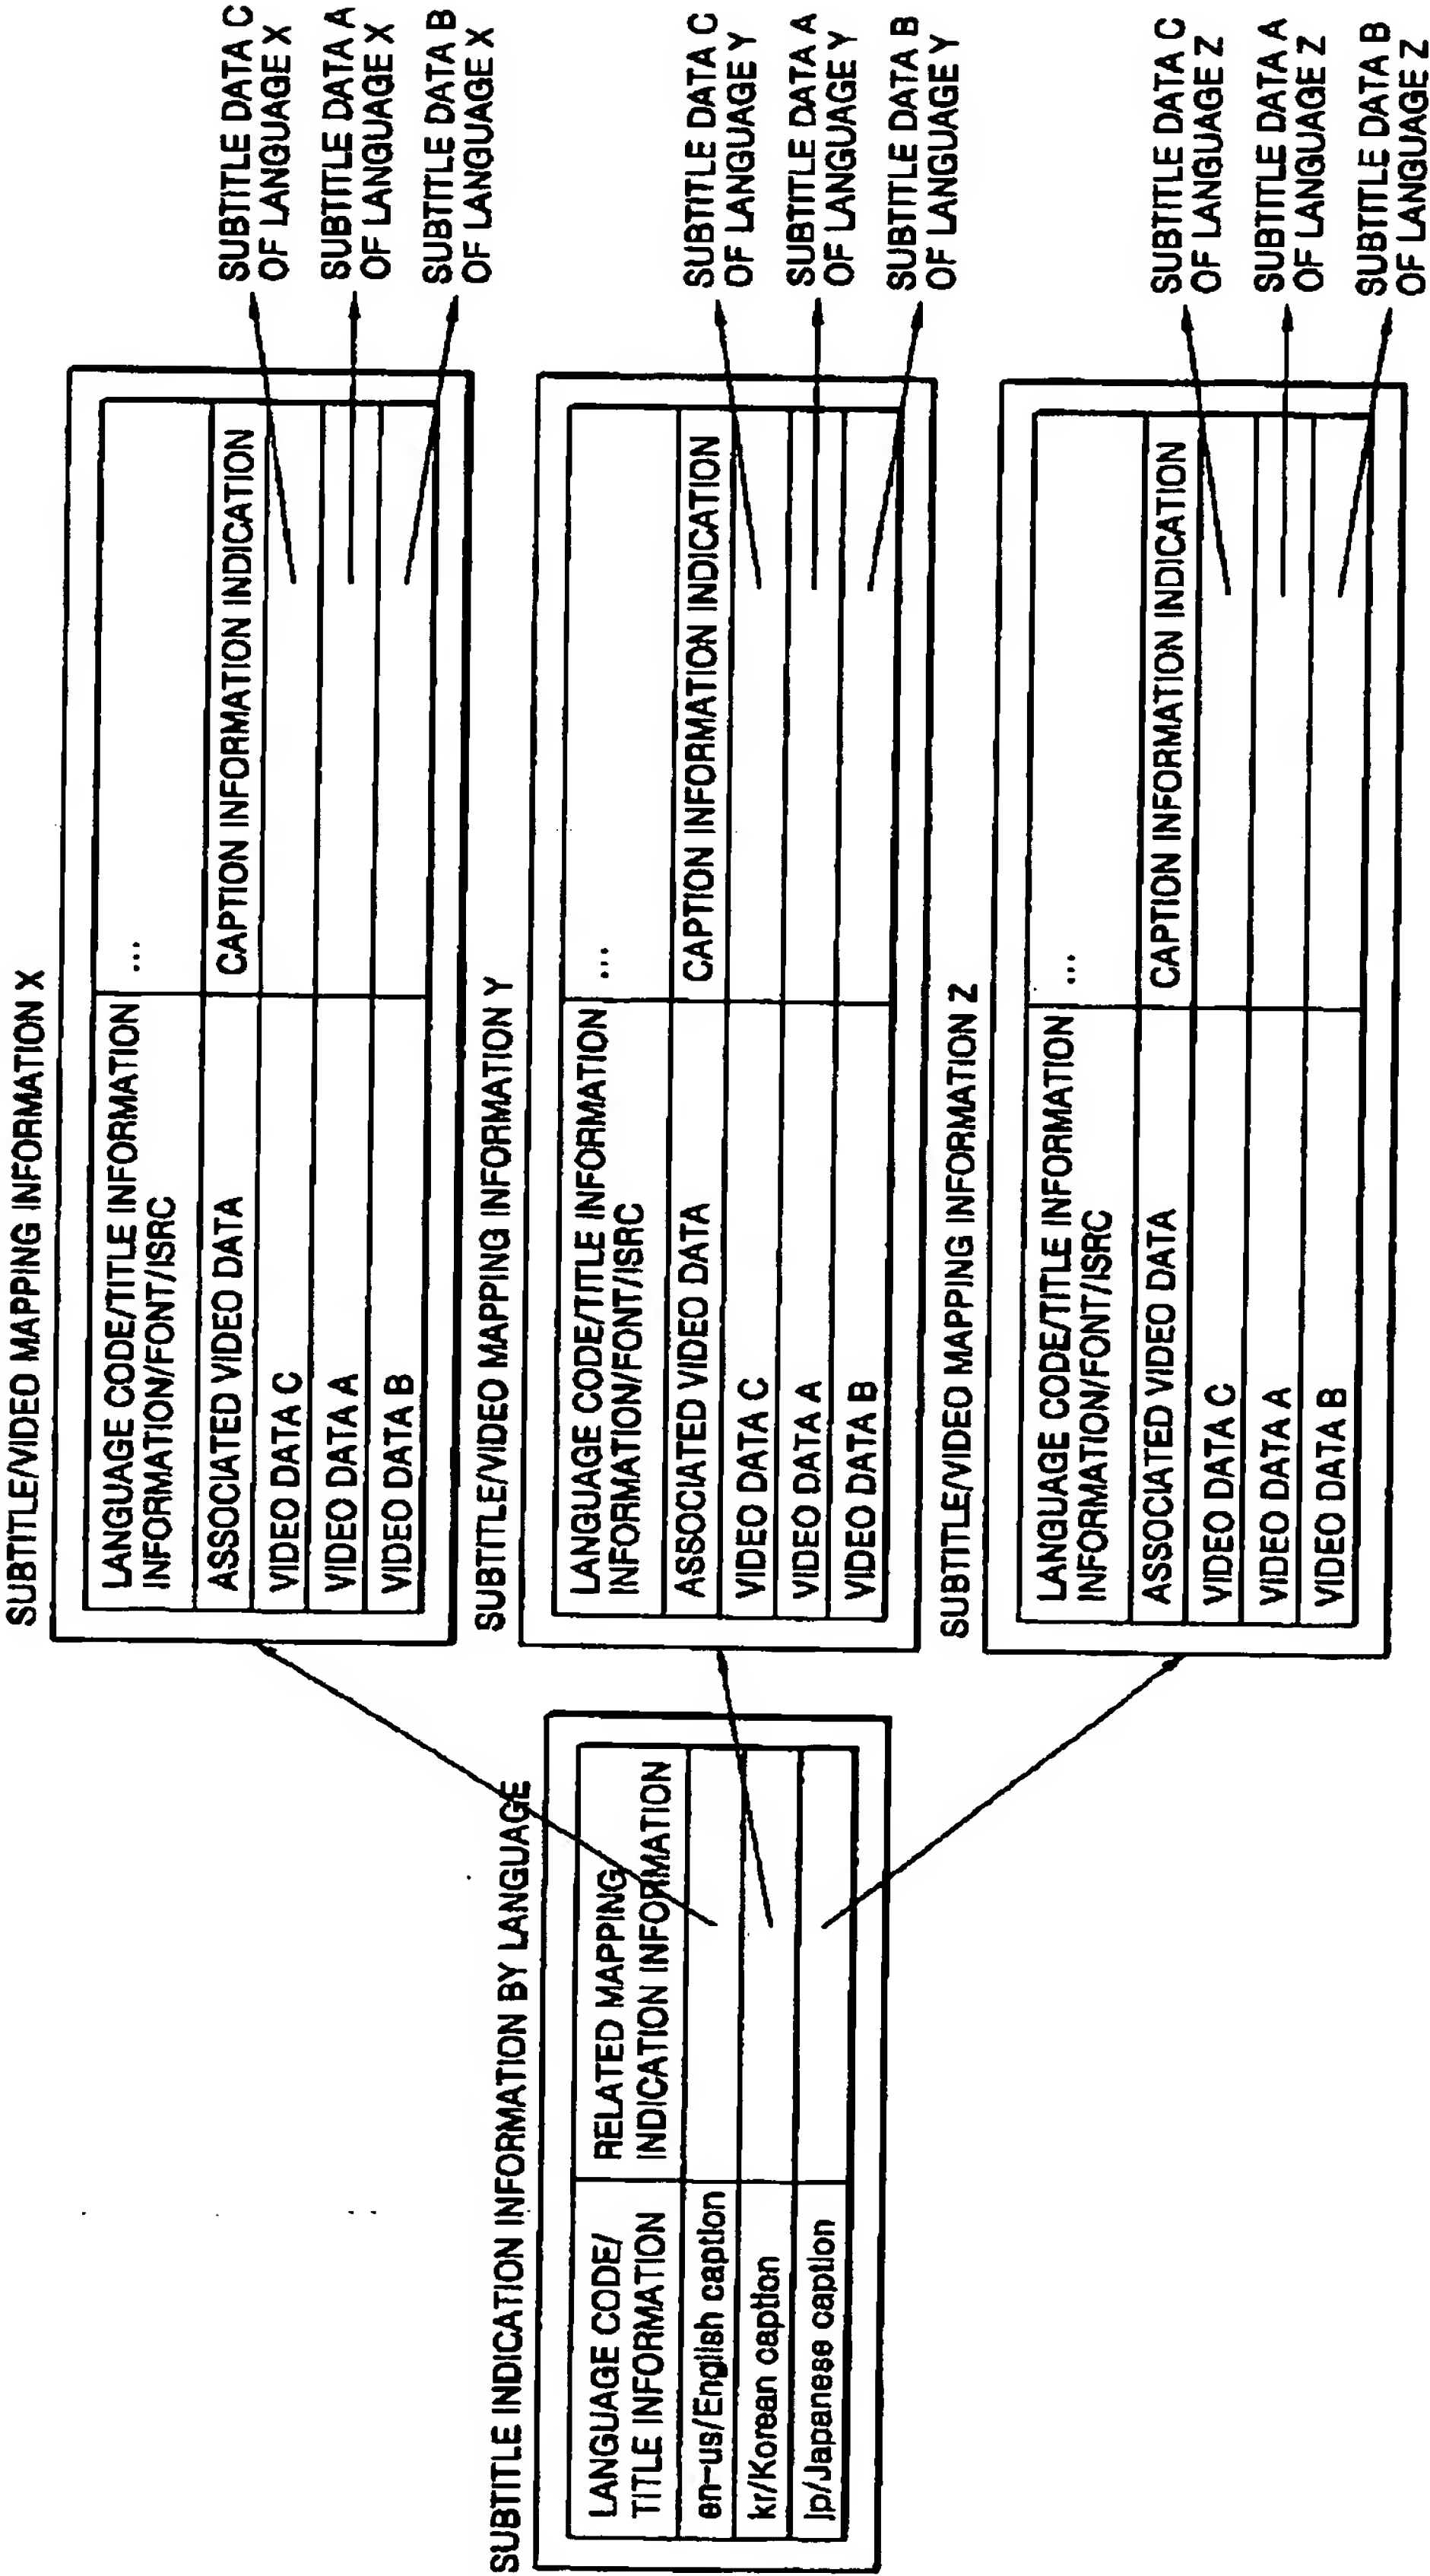 SUBTITLE INDICATION INFORMATION BY LANGUAGE
LANGUAGE CODE/
TITLE INFORMATION
RELATED MAPPING
INDICATION INFORMATION
en-us/English caption
kr/Korean caption
jp/Japanese caption
SUBTITLE/VIDEO MAPPING INFORMATION X
LANGUAGE CODE/TITLE INFORMATION
INFORMATION/FONT/ISRC
...
ASSOCIATED VIDEO DATA
CAPTION INFORMATION INDICATION
VIDEO DATA C
VIDEO DATA A
VIDEO DATA B
SUBTITLE DATA C
OF LANGUAGE X
SUBTITLE DATA A
OF LANGUAGE X
SUBTITLE DATA B
OF LANGUAGE X
SUBTITLE/VIDEO MAPPING INFORMATION Y
LANGUAGE CODE/TITLE INFORMATION
INFORMATION/FONT/ISRC
...
ASSOCIATED VIDEO DATA
CAPTION INFORMATION INDICATION
VIDEO DATA C
VIDEO DATA A
VIDEO DATA B
SUBTITLE DATA C
OF LANGUAGE Y
SUBTITLE DATA A
OF LANGUAGE Y
SUBTITLE DATA B
OF LANGUAGE Y
SUBTITLE/VIDEO MAPPING INFORMATION Z
LANGUAGE CODE/TITLE INFORMATION
INFORMATION/FONT/ISRC
...
ASSOCIATED VIDEO DATA
CAPTION INFORMATION INDICATION
VIDEO DATA C
VIDEO DATA A
VIDEO DATA B
SUBTITLE DATA C
OF LANGUAGE Z
SUBTITLE DATA A
OF LANGUAGE Z
SUBTITLE DATA B
OF LANGUAGE Z